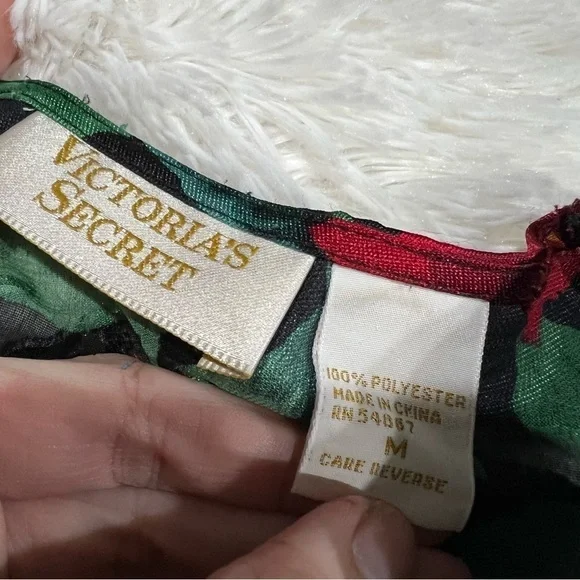 VICTORIA'S
SECRET
100% POLYESTER
MADE IN CHINA
RN 54867
M
CARE REVERSE